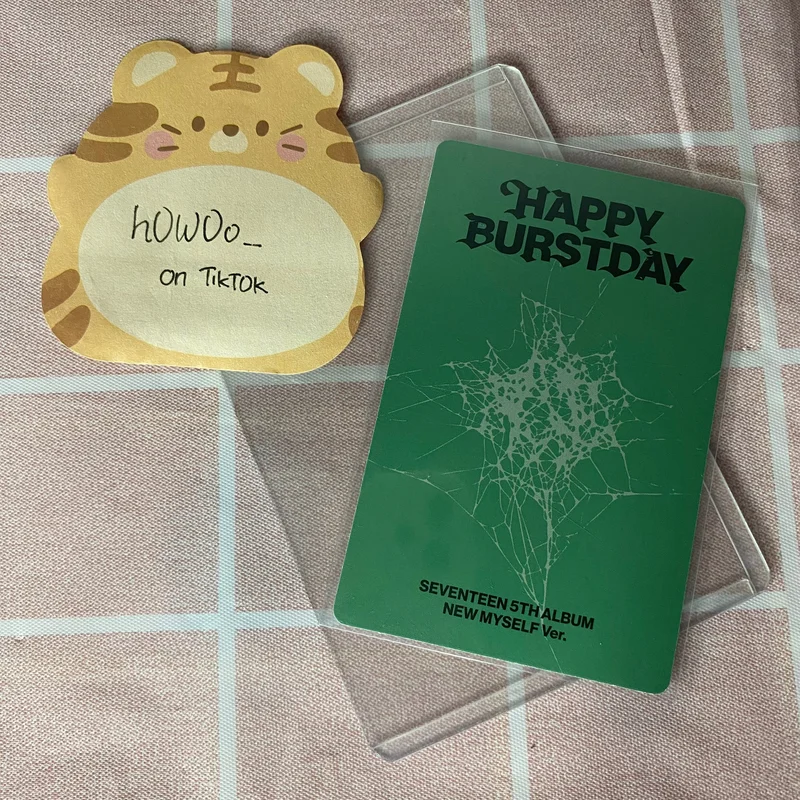 hOwOo_
on TikTok
HAPPY
BURSTDAY
SEVENTEEN 5TH ALBUM
NEW MYSELF Ver.